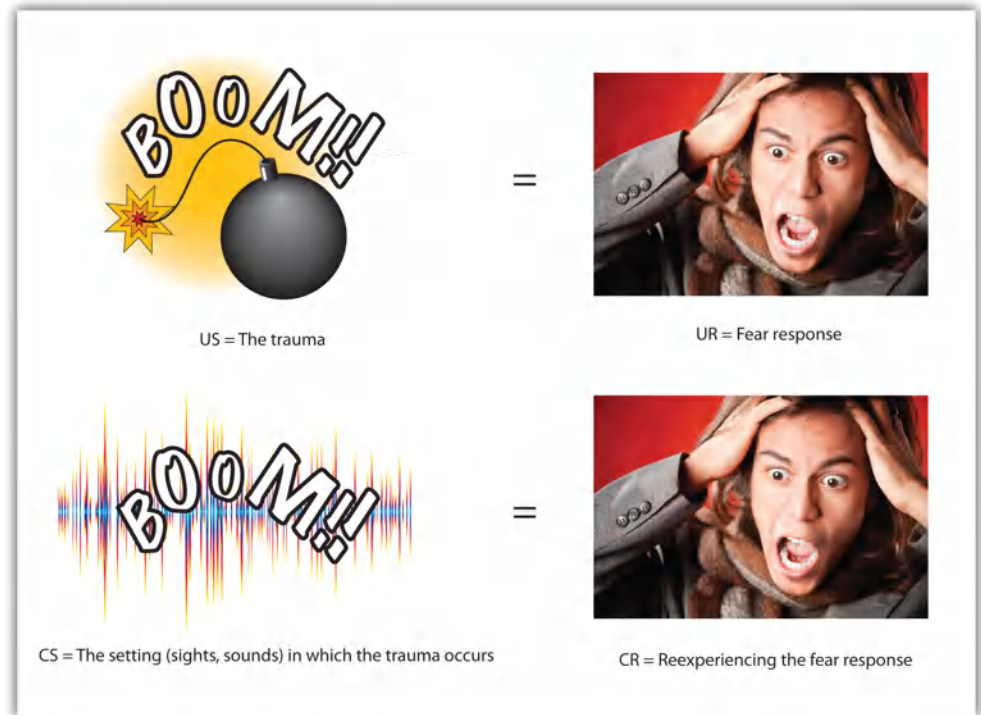 BOOM!!
=
US = The trauma
UR = Fear response
BOOM!!
=
CS = The setting (sights, sounds) in which the trauma occurs
CR = Reexperiencing the fear response